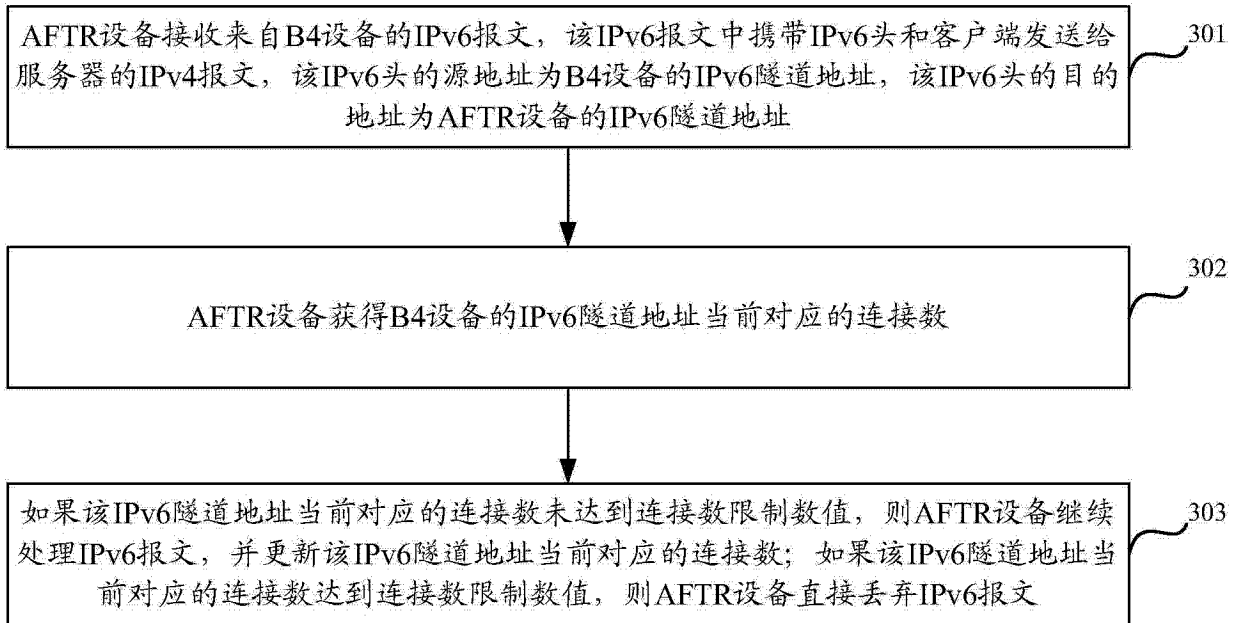 AFTR设备接收来自B4设备的IPv6报文，该IPv6报文中携带IPv6头和客户端发送给
服务器的IPv4报文，该IPv6头的源地址为B4设备的IPv6隧道地址，该IPv6头的目的
地址为AFTR设备的IPv6隧道地址
301
AFTR设备获得B4设备的IPv6隧道地址当前对应的连接数
302
如果该IPv6隧道地址当前对应的连接数未达到连接数限制数值，则AFTR设备继续
处理IPv6报文，并更新该IPv6隧道地址当前对应的连接数；如果该IPv6隧道地址当
前对应的连接数达到连接数限制数值，则AFTR设备直接丢弃IPv6报文
303